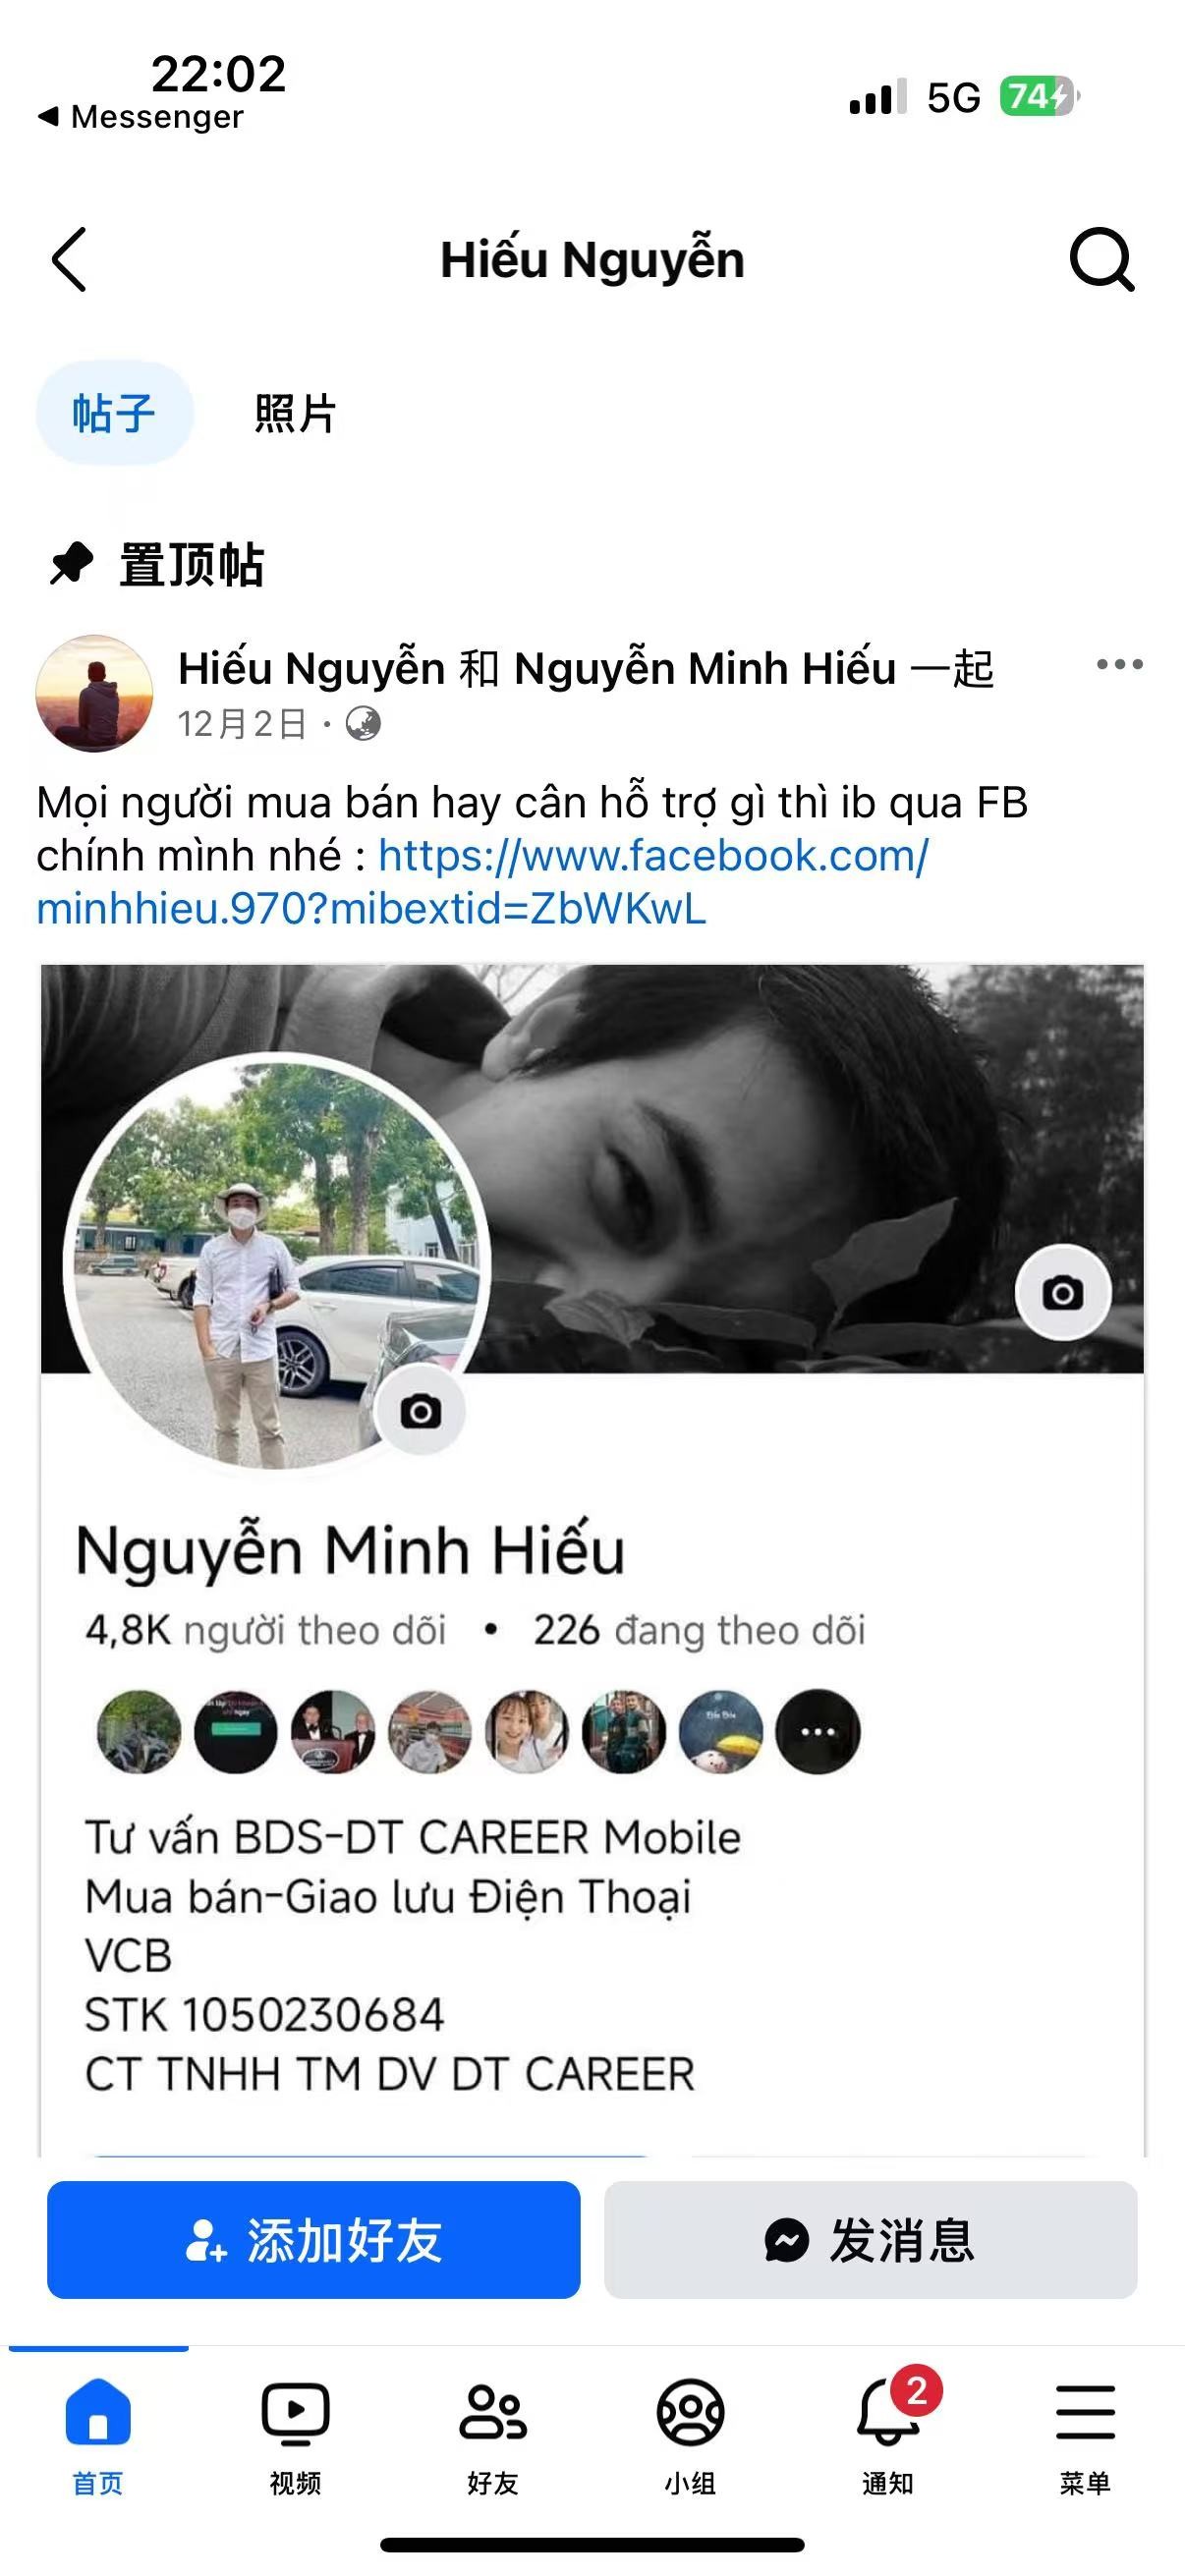 22:02
Messenger
5G
74
Hiếu Nguyễn
帖子
照片
置顶帖
Hiếu Nguyễn 和 Nguyễn Minh Hiếu 一起
12月2日 ·
Mọi người mua bán hay cân hỗ trợ gì thì ib qua FB
chính mình nhé : https://www.facebook.com/
minhhieu.970?mibextid=ZbWKwL
Nguyễn Minh Hiếu
4,8K người theo dõi • 226 đang theo dõi
Tư vấn BDS-DT CAREER Mobile
Mua bán-Giao lưu Điện Thoại
VCB
STK 1050230684
CT TNHH TM DV DT CAREER
添加好友
发消息
2
首页
视频
好友
小组
通知
菜单